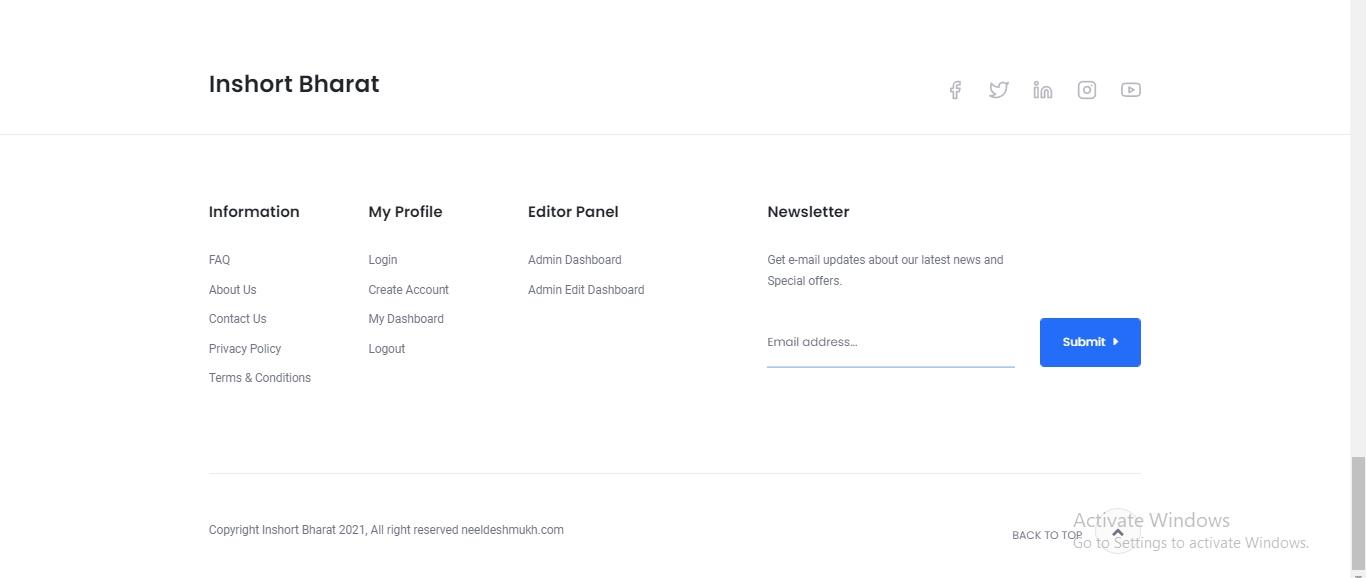 Inshort Bharat
Information
FAQ
About Us
Contact Us
Privacy Policy
Terms & Conditions
My Profile
Login
Create Account
My Dashboard
Logout
Editor Panel
Admin Dashboard
Admin Edit Dashboard
Newsletter
Get e-mail updates about our latest news and
Special offers.
Email address...
Submit
Copyright Inshort Bharat 2021, All right reserved neeldeshmukh.com
BACK TO TOP
Activate Windows
Go to Settings to activate Windows.